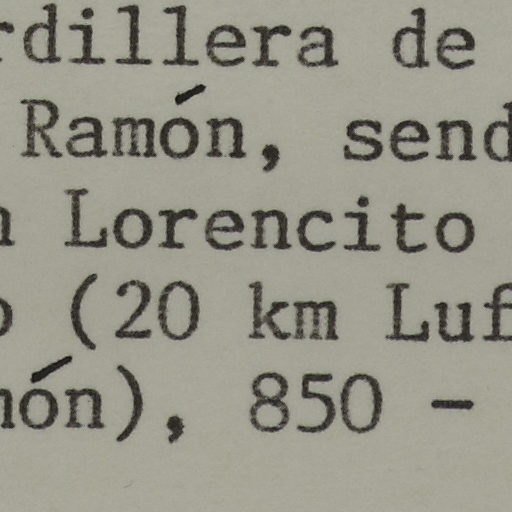 rdillera de
Ramón, send
n Lorencito
o (20 km Luf
món), 850 -